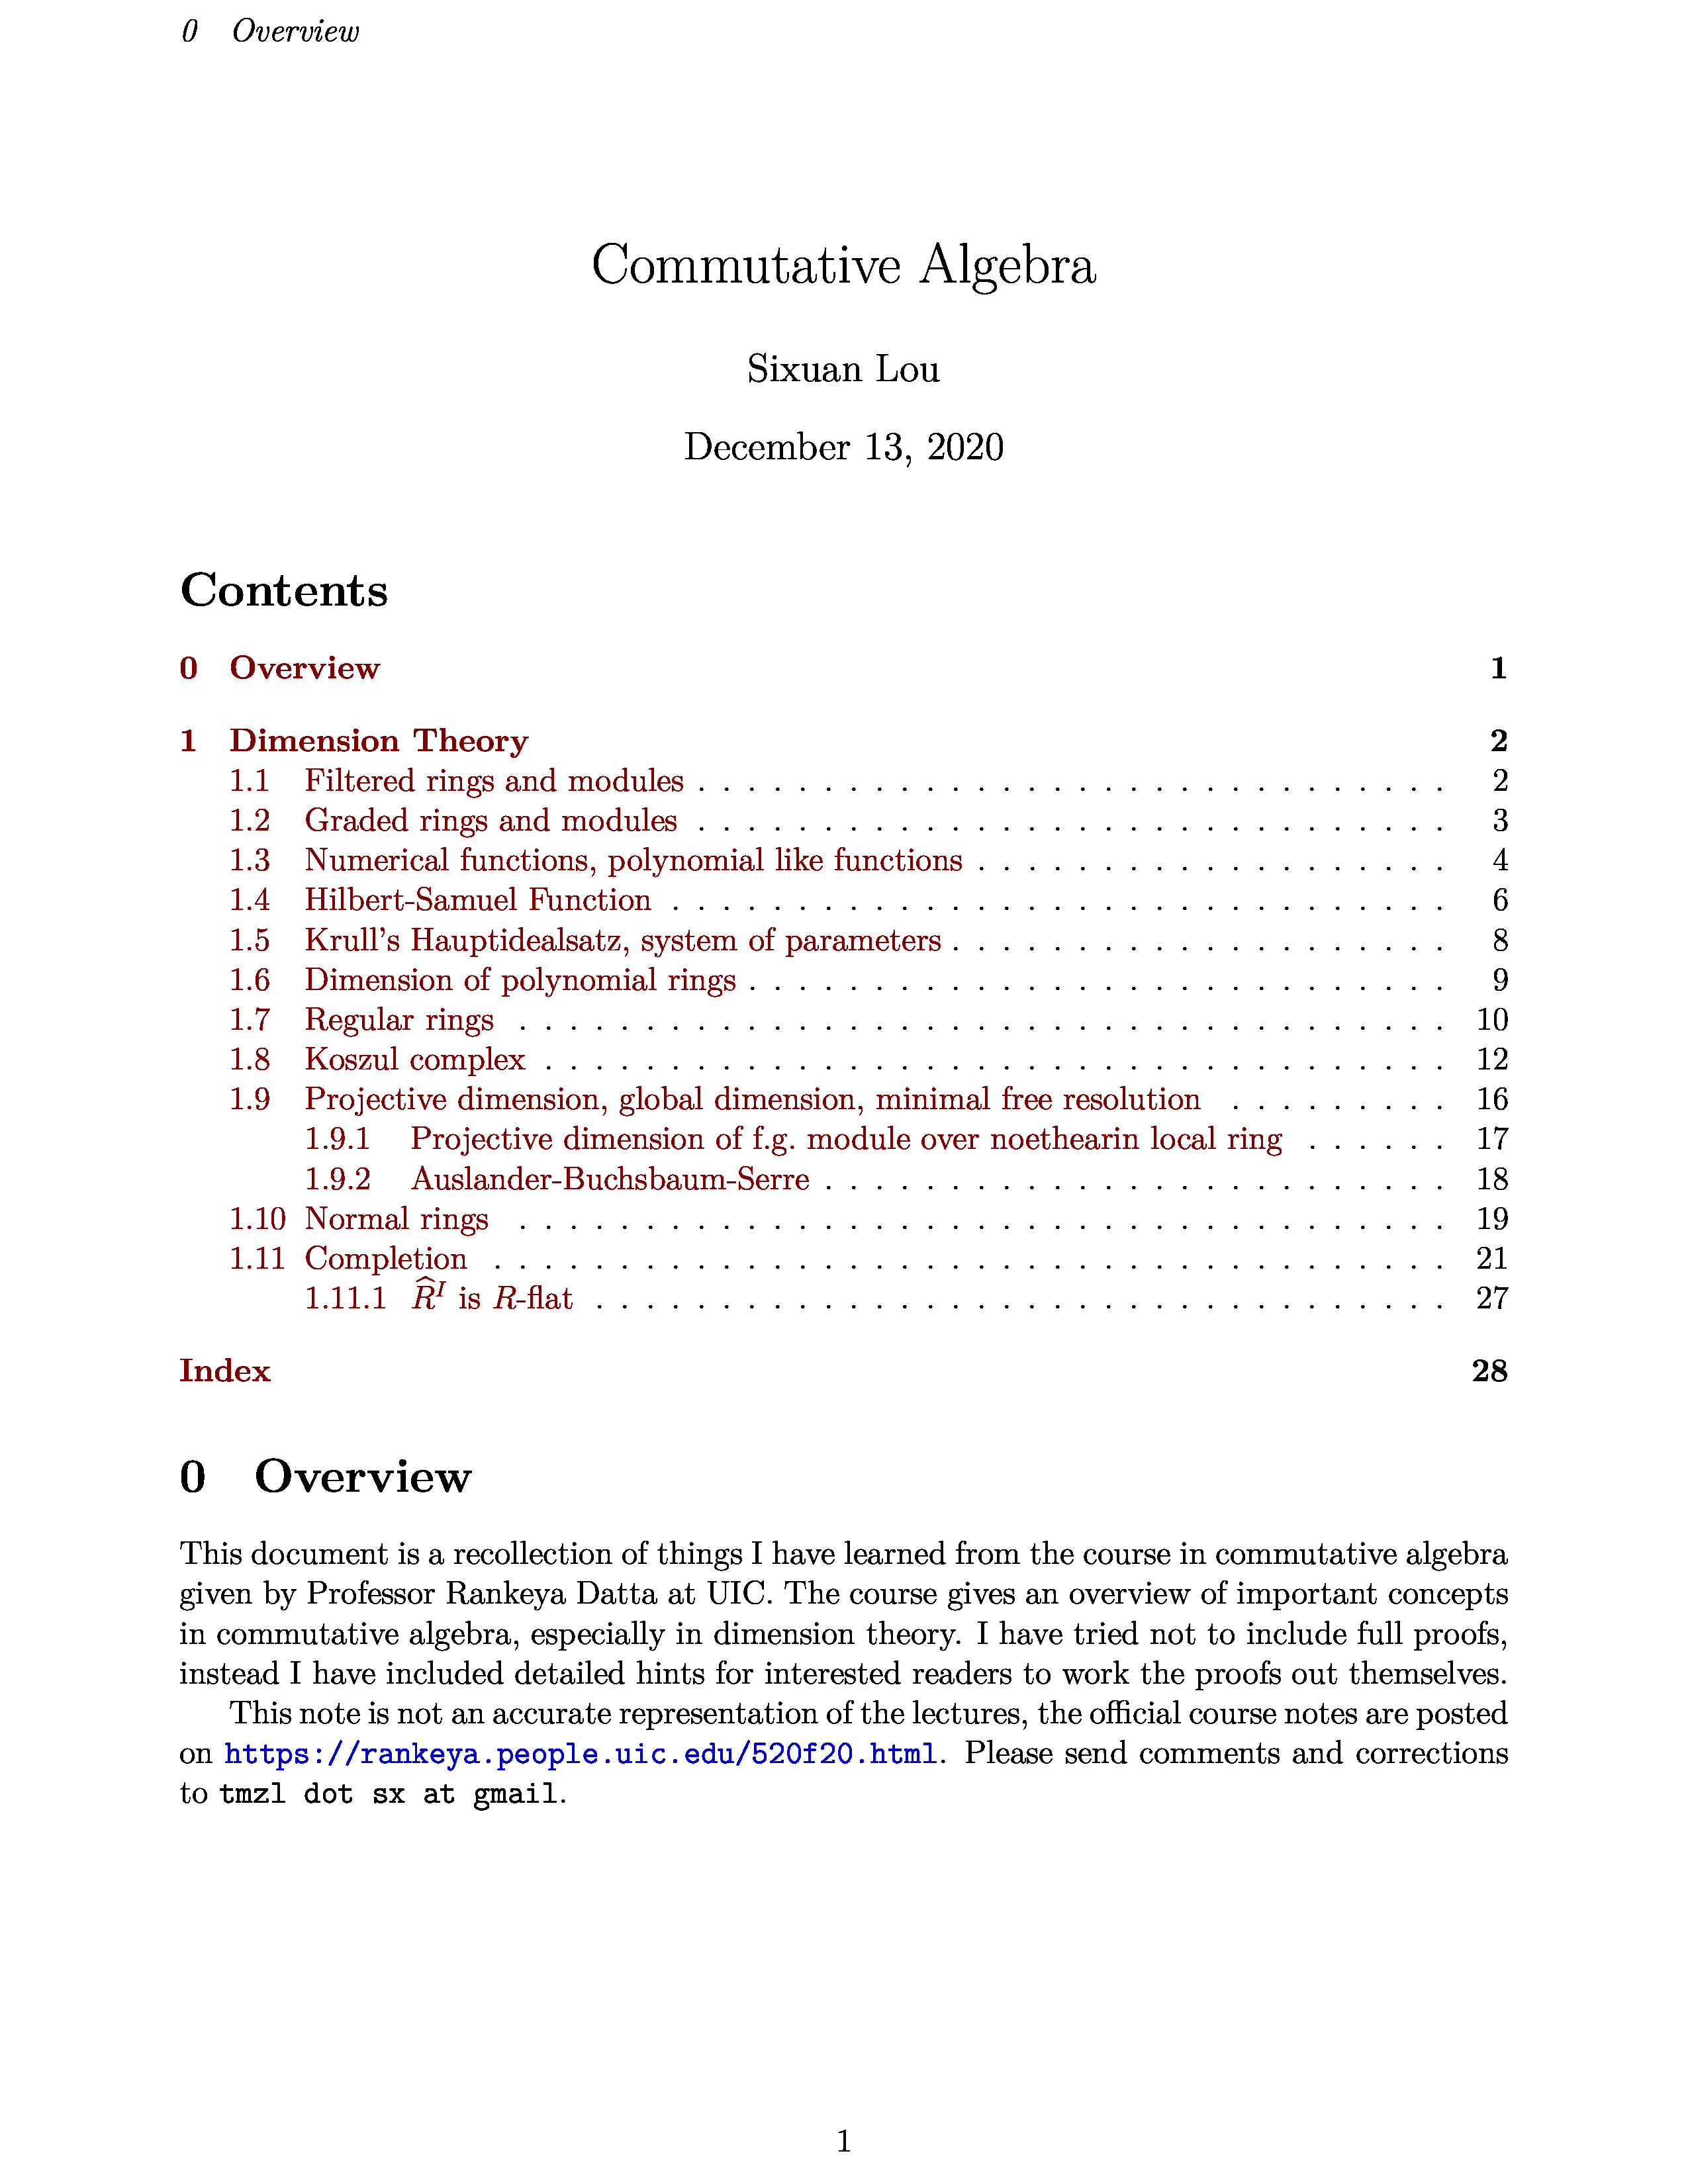 0 Overview
Commutative Algebra
Sixuan Lou
December 13, 2020
Contents
0 Overview 1
1 Dimension Theory 2
1.1 Filtered rings and modules . . . . . . . . . . . . . . . . . . . . . . . . . . . . . . 2
1.2 Graded rings and modules . . . . . . . . . . . . . . . . . . . . . . . . . . . . . . 3
1.3 Numerical functions, polynomial like functions . . . . . . . . . . . . . . . . . . . 4
1.4 Hilbert-Samuel Function . . . . . . . . . . . . . . . . . . . . . . . . . . . . . . . 6
1.5 Krull's Hauptidealsatz, system of parameters . . . . . . . . . . . . . . . . . . . . 8
1.6 Dimension of polynomial rings . . . . . . . . . . . . . . . . . . . . . . . . . . . . 9
1.7 Regular rings . . . . . . . . . . . . . . . . . . . . . . . . . . . . . . . . . . . . . 10
1.8 Koszul complex . . . . . . . . . . . . . . . . . . . . . . . . . . . . . . . . . . . . 12
1.9 Projective dimension, global dimension, minimal free resolution . . . . . . . . . 16
1.9.1 Projective dimension of f.g. module over noethearin local ring . . . . . . 17
1.9.2 Auslander-Buchsbaum-Serre . . . . . . . . . . . . . . . . . . . . . . . . . 18
1.10 Normal rings . . . . . . . . . . . . . . . . . . . . . . . . . . . . . . . . . . . . . 19
1.11 Completion . . . . . . . . . . . . . . . . . . . . . . . . . . . . . . . . . . . . . . 21
1.11.1 $\widehat{R}^I$ is R-flat . . . . . . . . . . . . . . . . . . . . . . . . . . . . . . . . . . 27
Index 28
0 Overview
This document is a recollection of things I have learned from the course in commutative algebra
given by Professor Rankeya Datta at UIC. The course gives an overview of important concepts
in commutative algebra, especially in dimension theory. I have tried not to include full proofs,
instead I have included detailed hints for interested readers to work the proofs out themselves.
This note is not an accurate representation of the lectures, the official course notes are posted
on https://rankeya.people.uic.edu/520f20.html. Please send comments and corrections
to tmzl dot sx at gmail.
1